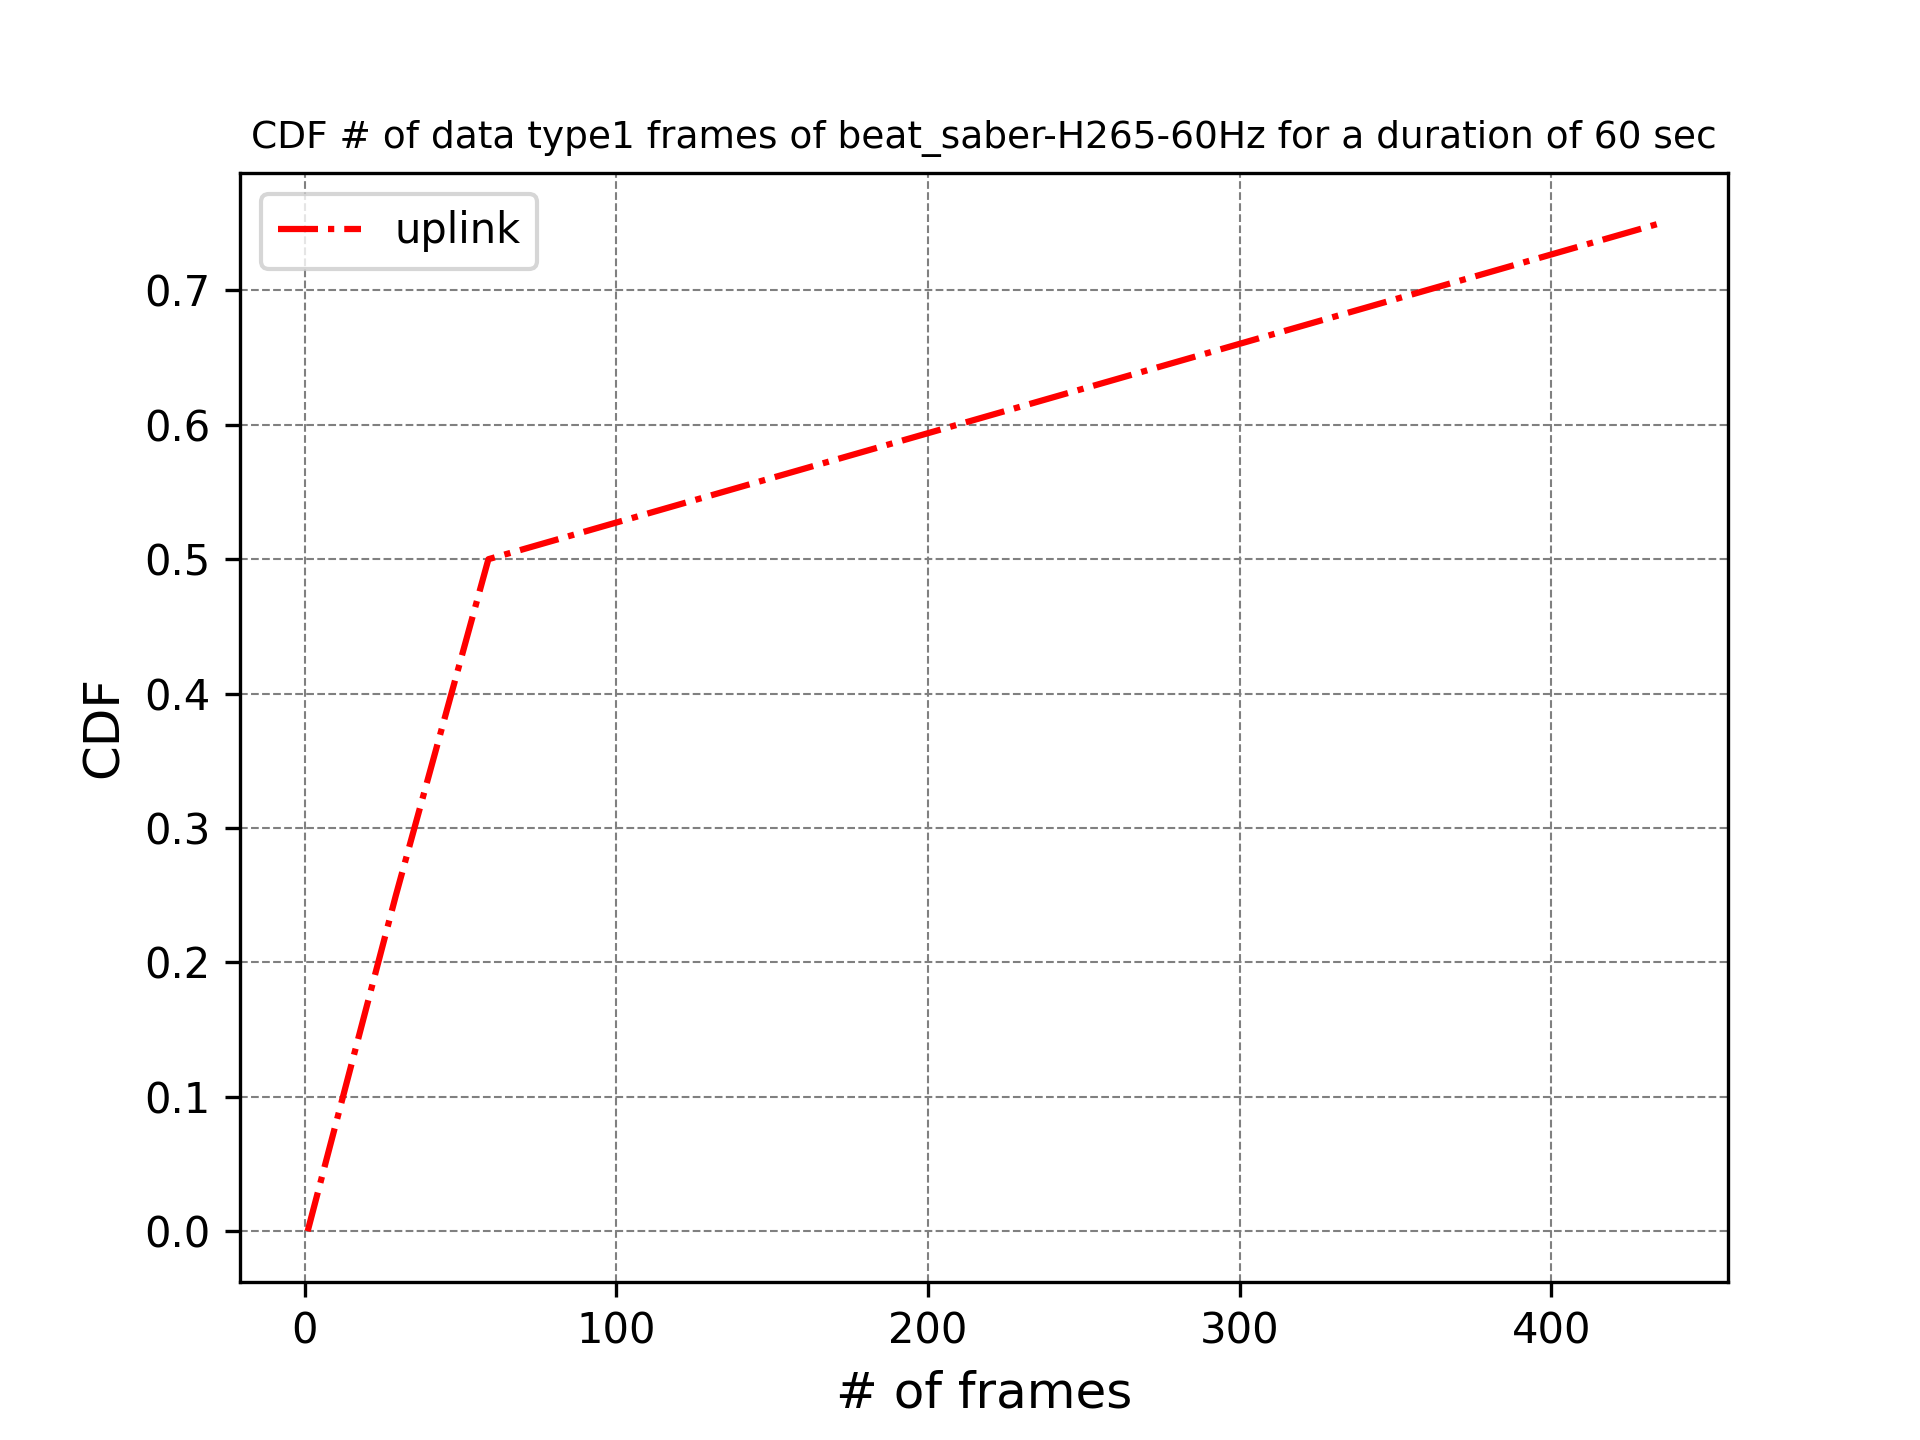 CDF # of data type1 frames of beat_saber-H265-60Hz for a duration of 60 sec
uplink
0.7
0.6
0.5
0.4
0.3
0.2
0.1
0.0
CDF
0 100 200 300 400
# of frames